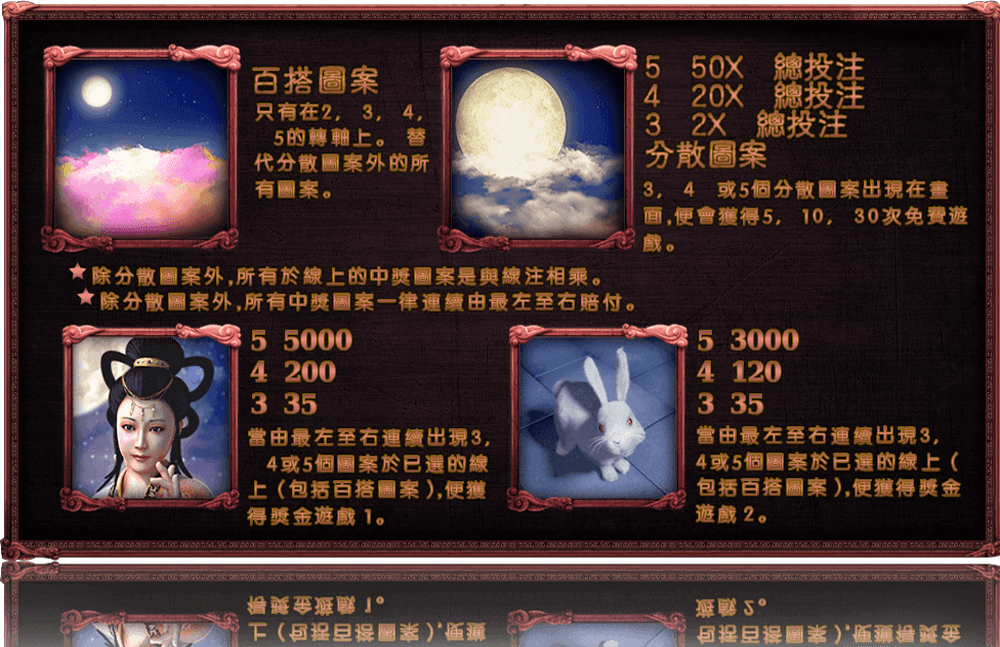 百搭圖案
只有在2, 3, 4,
5的轉軸上。 替
代分散圖案外的所
有圖案。
5 50X 總投注
4 20X 總投注
3 2X 總投注
分散圖案
3, 4 或5個分散圖案出現在畫
面,便會獲得5, 10, 30次免費遊
戲。
★除分散圖案外,所有於線上的中獎圖案是與線注相乘。
★除分散圖案外,所有中獎圖案一律連續由最左至右賠付。
5 5000
4 200
3 35
當由最左至右連續出現3,
4或5個圖案於已選的線
上(包括百搭圖案),便獲
得獎金遊戲1。
5 3000
4 120
3 35
當由最左至右連續出現3,
4或5個圖案於已選的線上(
包括百搭圖案),便獲得獎金
遊戲2。